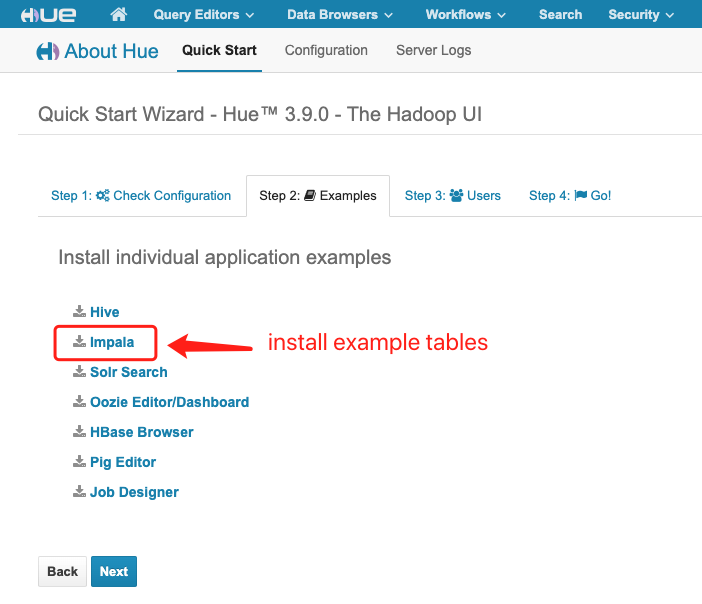 HUE Query Editors Data Browsers Workflows Search Security
About Hue Quick Start Configuration Server Logs
Quick Start Wizard - Hue™ 3.9.0 - The Hadoop UI
Step 1: Check Configuration Step 2: Examples Step 3: Users Step 4: Go!
Install individual application examples
Hive
Impala install example tables
Solr Search
Oozie Editor/Dashboard
HBase Browser
Pig Editor
Job Designer
Back Next